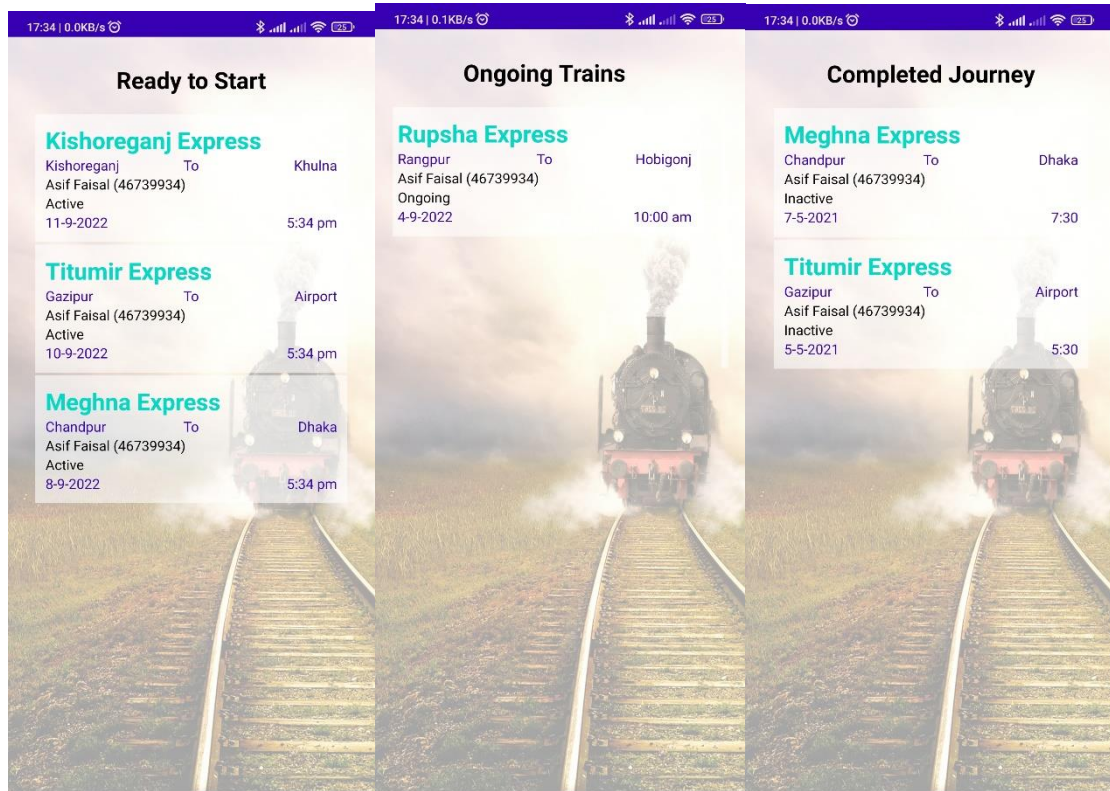 17:34 | 0.0KB/s 25
Ready to Start
Kishoreganj Express
Kishoreganj To Khulna
Asif Faisal (46739934)
Active
11-9-2022 5:34 pm
Titumir Express
Gazipur To Airport
Asif Faisal (46739934)
Active
10-9-2022 5:34 pm
Meghna Express
Chandpur To Dhaka
Asif Faisal (46739934)
Active
8-9-2022 5:34 pm
17:34 | 0.1KB/s 25
Ongoing Trains
Rupsha Express
Rangpur To Hobigonj
Asif Faisal (46739934)
Ongoing
4-9-2022 10:00 am
17:34 | 0.0KB/s 25
Completed Journey
Meghna Express
Chandpur To Dhaka
Asif Faisal (46739934)
Inactive
7-5-2021 7:30
Titumir Express
Gazipur To Airport
Asif Faisal (46739934)
Inactive
5-5-2021 5:30